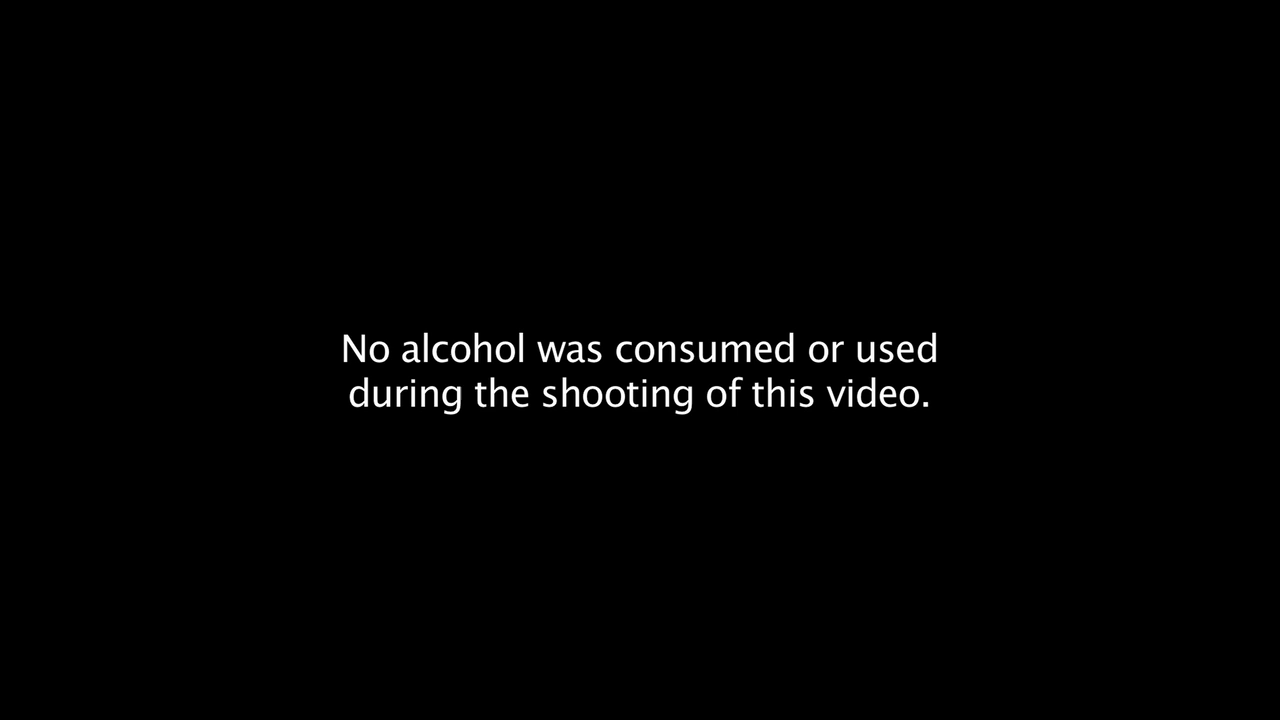 No alcohol was consumed or used
during the shooting of this video.